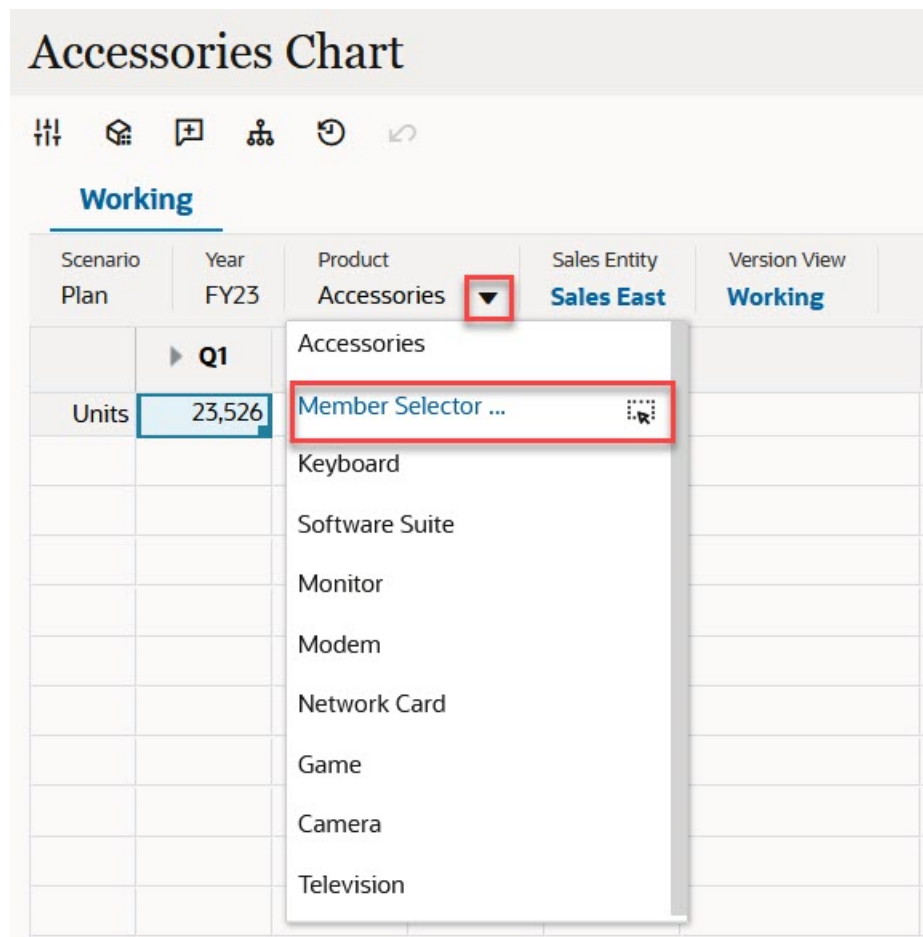 Accessories Chart
Working
Scenario Year Product Sales Entity Version View
Plan FY23 Accessories Sales East Working
Q1 Accessories
Member Selector ...
Units 23,526
Keyboard
Software Suite
Monitor
Modem
Network Card
Game
Camera
Television